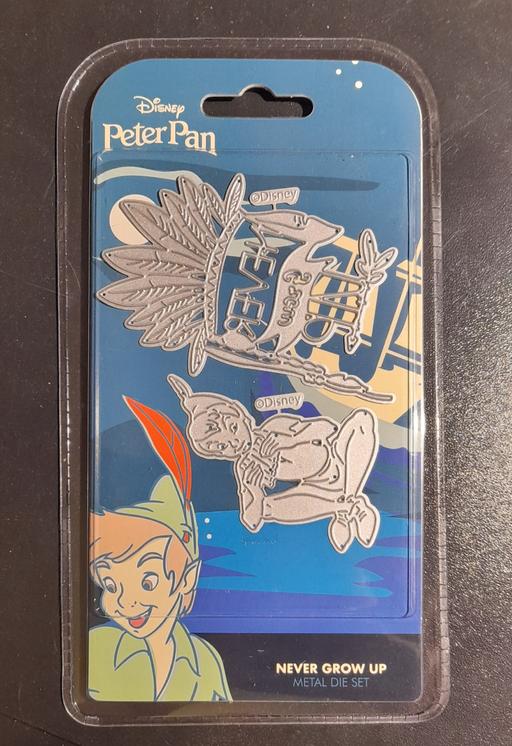 Disney
Peter Pan
©Disney
NEVER
grow
UP
©Disney
NEVER GROW UP
METAL DIE SET